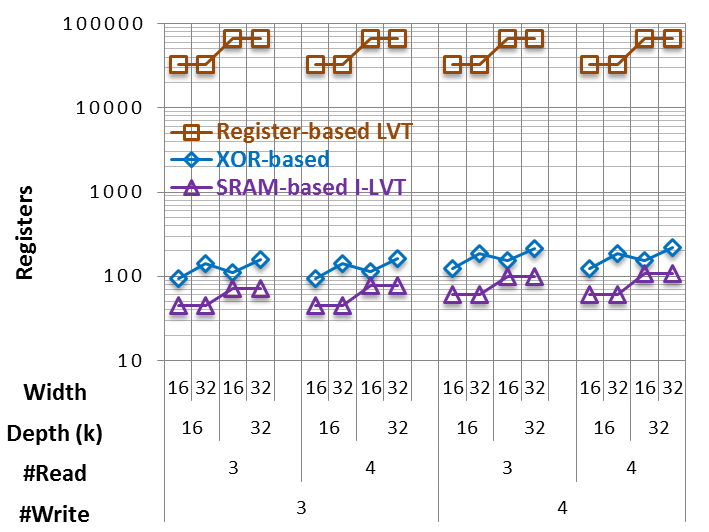 100000
10000
Register-based LVT
XOR-based
SRAM-based I-LVT
1000
100
10
Registers
Width 16 32 16 32 16 32 16 32 16 32 16 32 16 32 16 32
Depth (k) 16 32 16 32 16 32 16 32
#Read 3 4 3 4
#Write 3 4